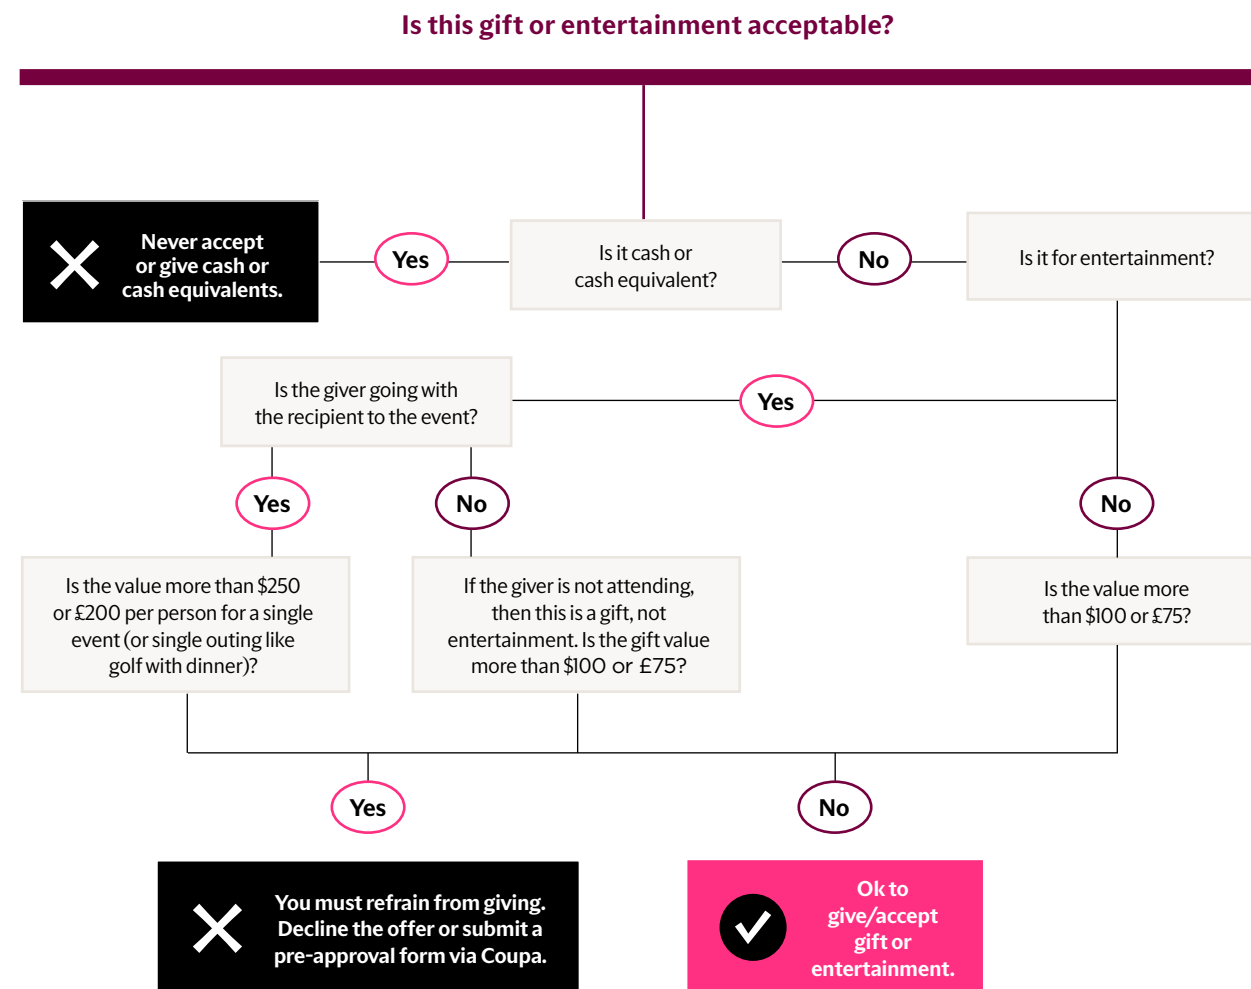 Is this gift or entertainment acceptable?
Never accept
or give cash or
cash equivalents.
Yes
Is it cash or
cash equivalent?
No
Is it for entertainment?
Is the giver going with
the recipient to the event?
Yes
Yes
No
No
Is the value more than $250
or £200 per person for a single
event (or single outing like
golf with dinner)?
If the giver is not attending,
then this is a gift, not
entertainment. Is the gift value
more than $100 or £75?
Is the value more
than $100 or £75?
Yes
No
You must refrain from giving.
Decline the offer or submit a
pre-approval form via Coupa.
Ok to
give/accept
gift or
entertainment.